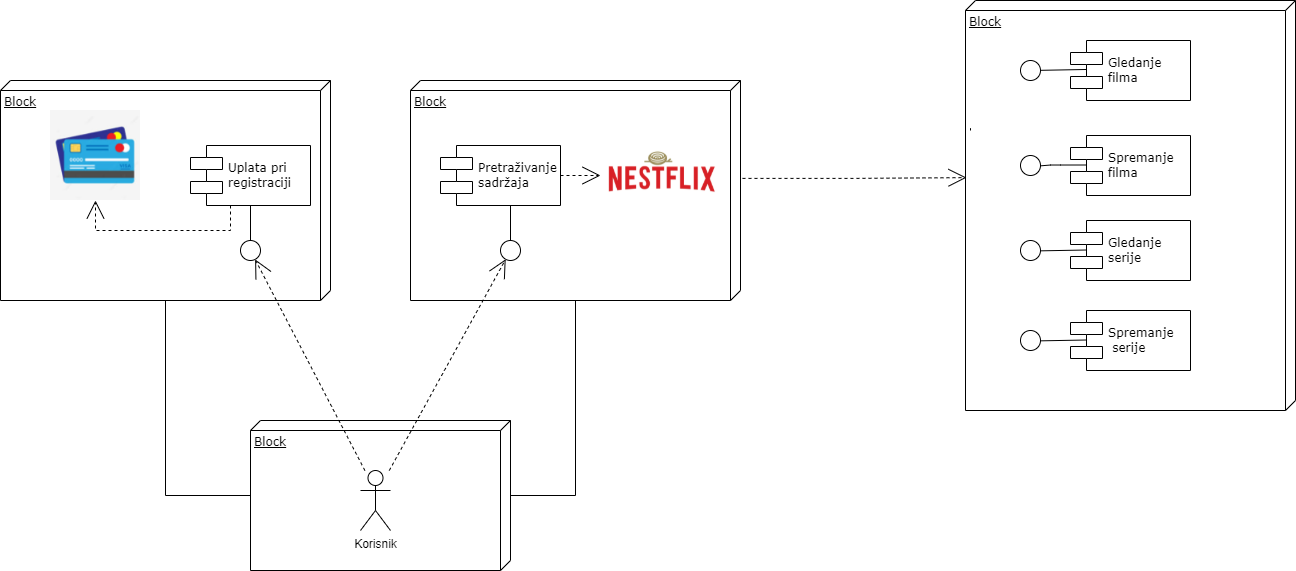 Block
Uplata pri
registraciji
Block
Pretraživanje
sadržaja
NESTFLIX
Block
Gledanje
filma
Spremanje
filma
Gledanje
serije
Spremanje
serije
Block
Korisnik